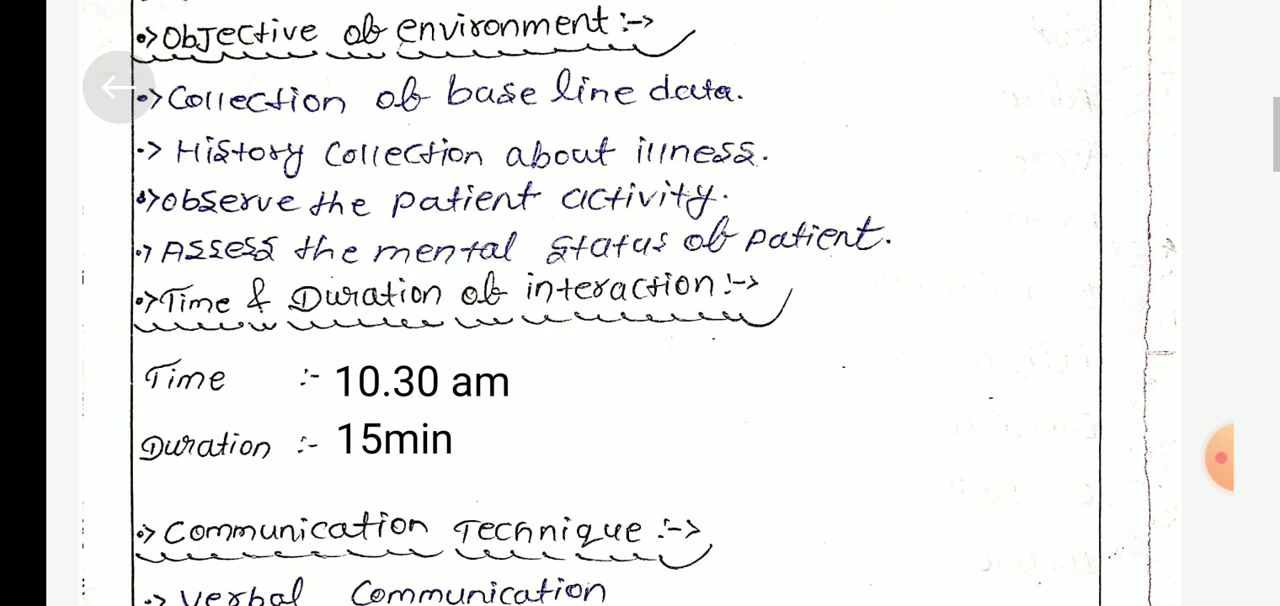 •> Objective of environment :->
•> Collection of base line data.
•> History collection about illness.
•> Observe the patient activity.
•> Assess the mental status of patient.
•> Time & Duration of interaction :->
Time :- 10.30 am
Duration :- 15min
•> Communication Technique :->
•> Verbal Communication